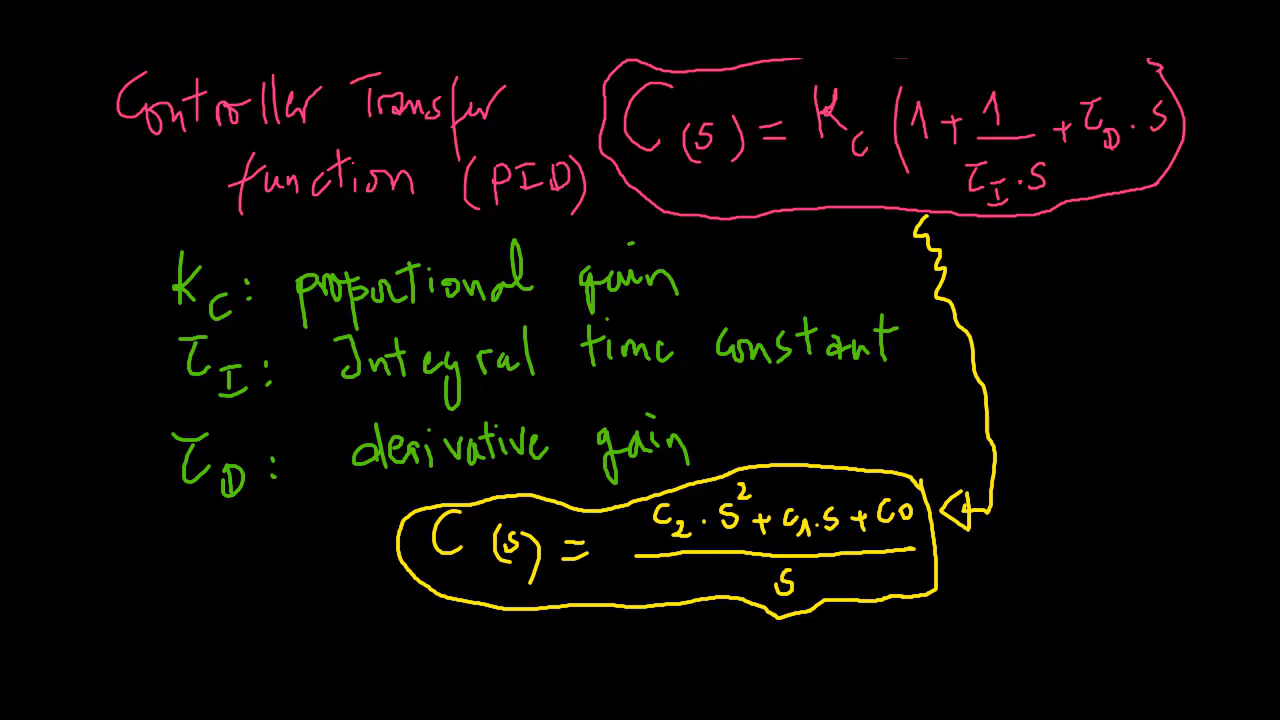 Controller Transfer function (PID)
C(s) = Kc (1 + 1/τI.s + τD.s)
Kc: proportional gain
τI: Integral time constant
τD: derivative gain
C(s) = c2.s² + c1.s + c0 / s